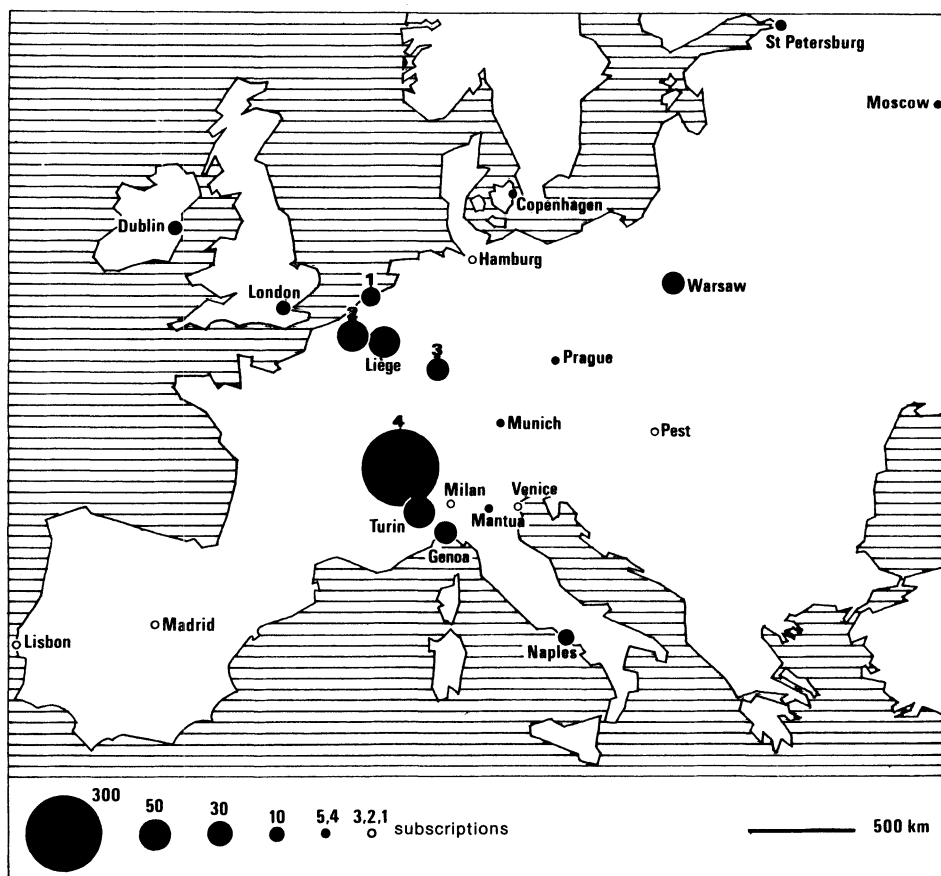 St Petersburg
Moscow
Copenhagen
Dublin
Hamburg
1
London
Warsaw
2
3
Liège
Prague
4
Munich
Pest
Milan
Venice
Turin
Mantua
Genoa
Madrid
Lisbon
Naples
300
50
30
10
5,4
3,2,1
subscriptions
500 km